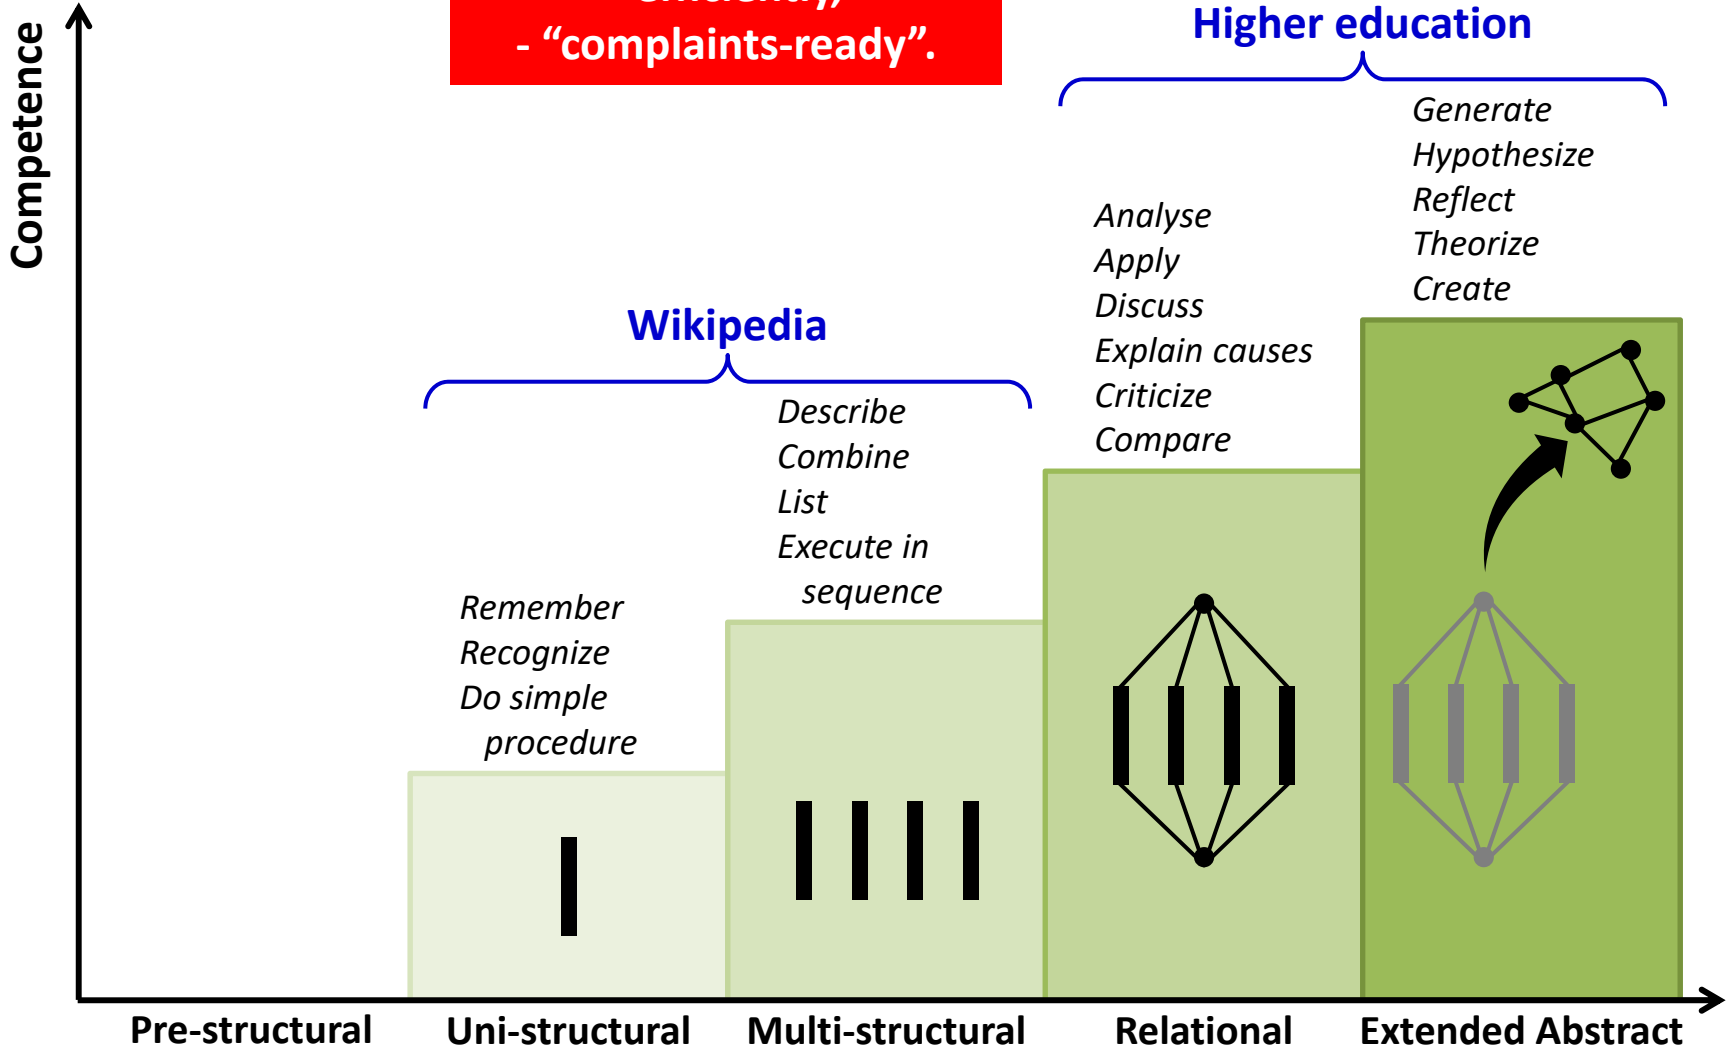 - “complaints-ready”.
Higher education
Competence
Generate
Hypothesize
Reflect
Theorize
Create
Analyse
Apply
Discuss
Explain causes
Criticize
Compare
Wikipedia
Describe
Combine
List
Execute in
sequence
Remember
Recognize
Do simple
procedure
Pre-structural
Uni-structural
Multi-structural
Relational
Extended Abstract